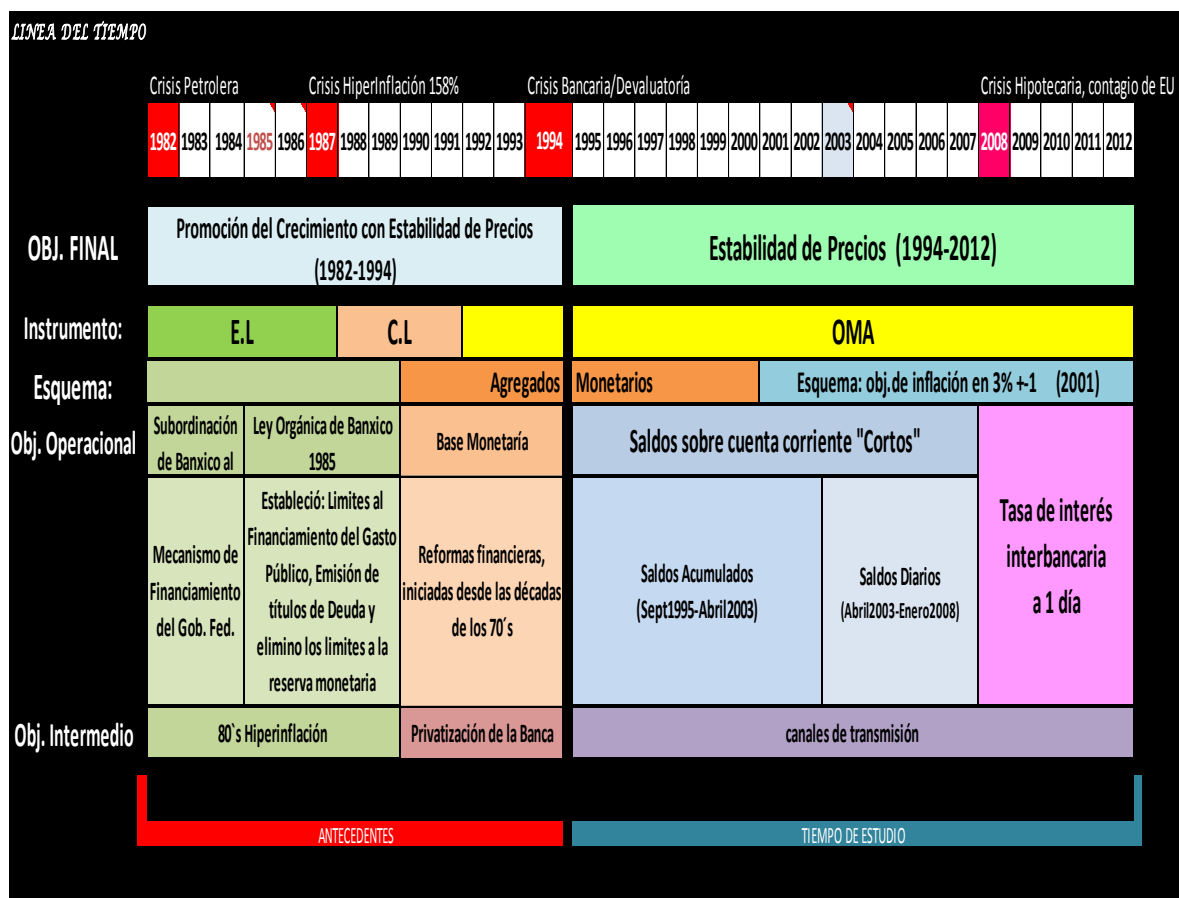 LINEA DEL TIEMPO
Crisis Petrolera
Crisis HiperInflación 158%
Crisis Bancaria/Devaluatoría
Crisis Hipotecaria, contagio de EU
1982 1983 1984 1985 1986 1987 1988 1989 1990 1991 1992 1993 1994 1995 1996 1997 1998 1999 2000 2001 2002 2003 2004 2005 2006 2007 2008 2009 2010 2011 2012
OBJ. FINAL
Promoción del Crecimiento con Estabilidad de Precios
(1982-1994)
Estabilidad de Precios (1994-2012)
Instrumento:
E.L
C.L
OMA
Esquema:
Agregados
Monetarios
Esquema: obj.de inflación en 3% +-1 (2001)
Obj. Operacional
Subordinación
de Banxico al
Ley Orgánica de Banxico
1985
Base Monetaría
Saldos sobre cuenta corriente "Cortos"
Mecanismo de
Financiamiento
del Gob. Fed.
Estableció: Limites al
Financiamiento del Gasto
Público, Emisión de
títulos de Deuda y
elimino los limites a la
reserva monetaria
Reformas financieras,
iniciadas desde las décadas
de los 70´s
Saldos Acumulados
(Sept1995-Abril2003)
Saldos Diarios
(Abril2003-Enero2008)
Tasa de interés
interbancaria
a 1 día
Obj. Intermedio
80`s Hiperinflación
Privatización de la Banca
canales de transmisión
ANTECEDENTES
TIEMPO DE ESTUDIO